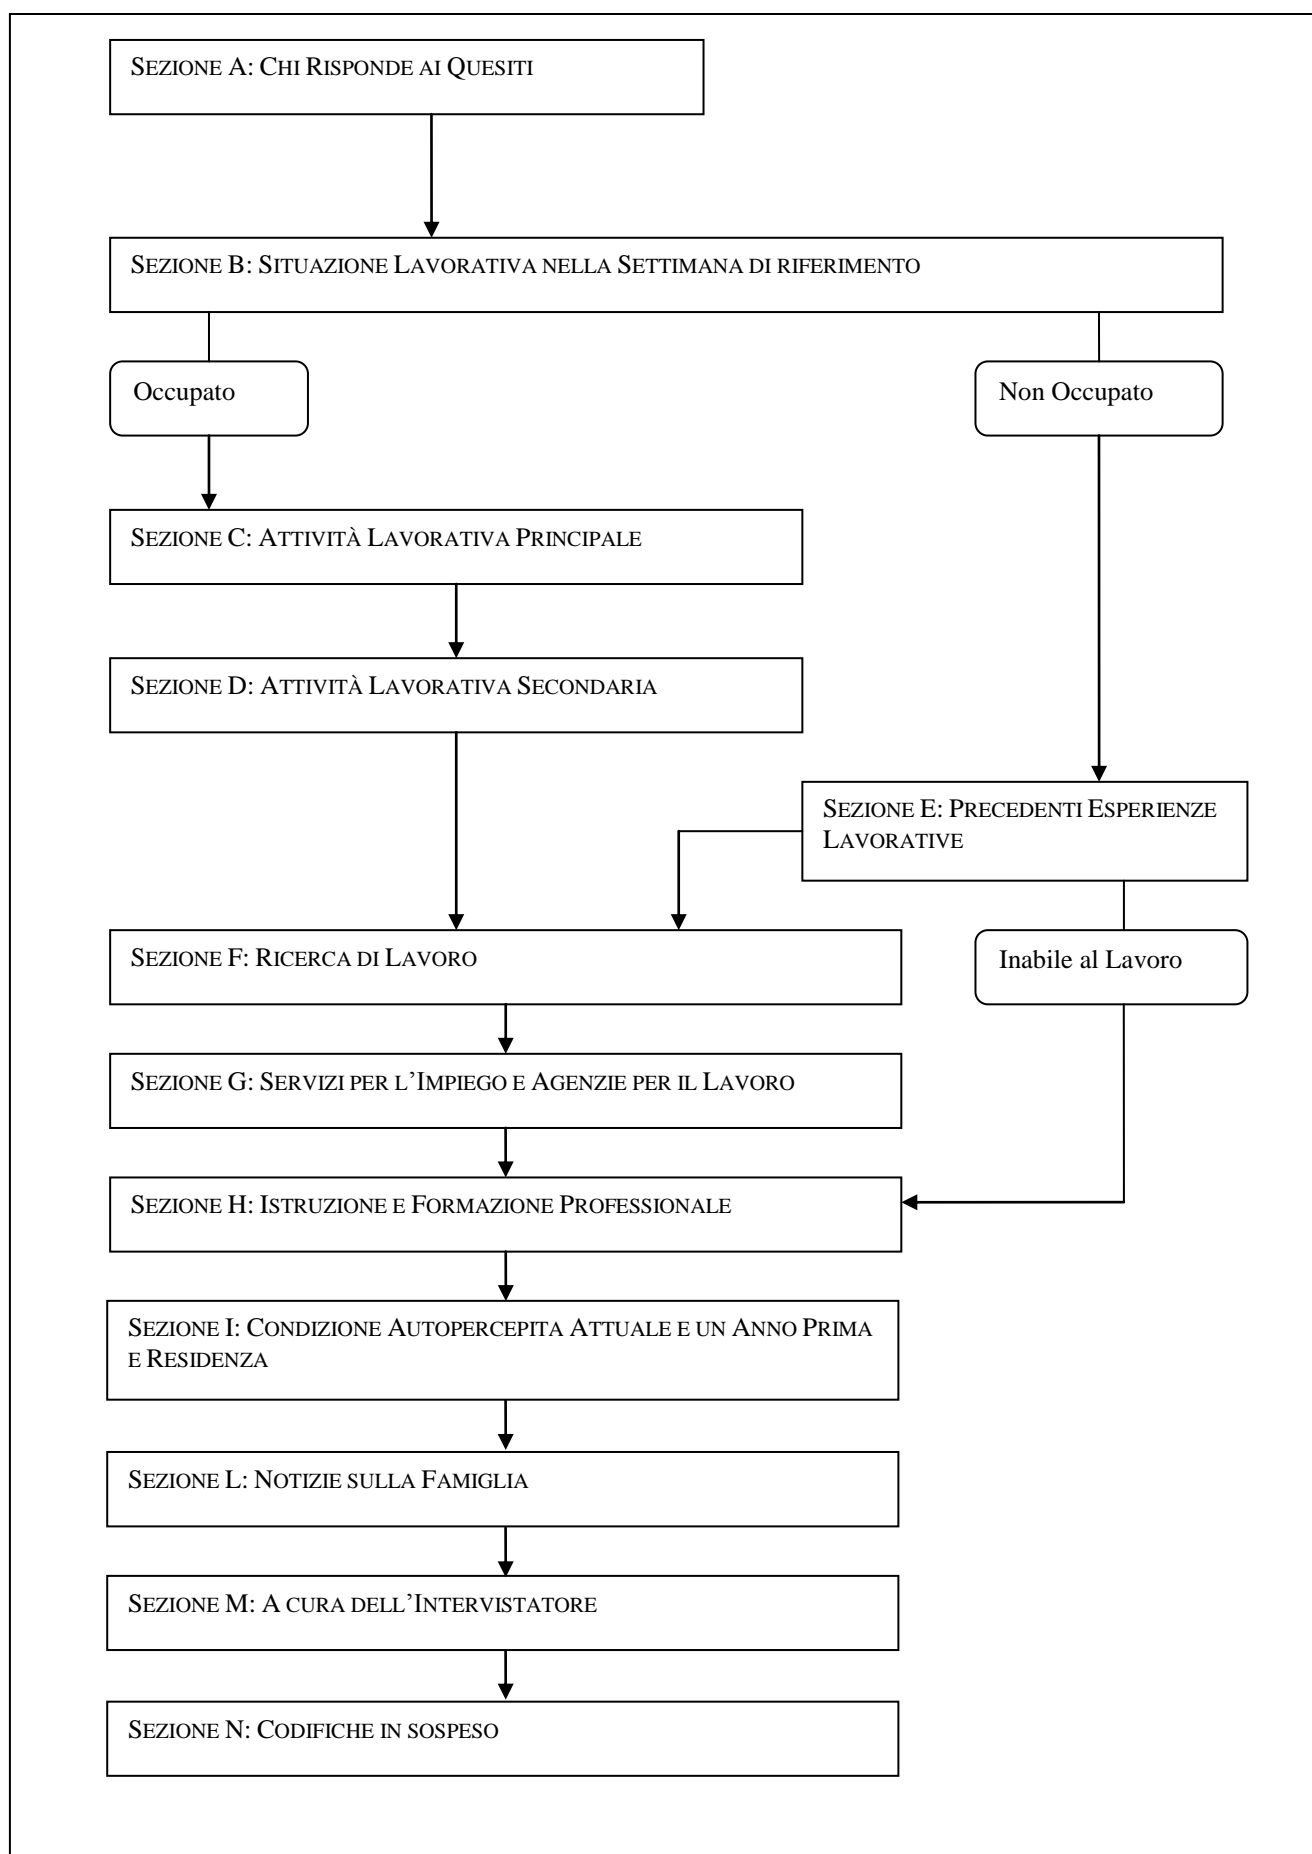 SEZIONE A: CHI RISPONDE AI QUESITI
SEZIONE B: SITUAZIONE LAVORATIVA NELLA SETTIMANA DI RIFERIMENTO
Occupato
Non Occupato
SEZIONE C: ATTIVITÀ LAVORATIVA PRINCIPALE
SEZIONE D: ATTIVITÀ LAVORATIVA SECONDARIA
SEZIONE E: PRECEDENTI ESPERIENZE
LAVORATIVE
SEZIONE F: RICERCA DI LAVORO
Inabile al Lavoro
SEZIONE G: SERVIZI PER L’IMPIEGO E AGENZIE PER IL LAVORO
SEZIONE H: ISTRUZIONE E FORMAZIONE PROFESSIONALE
SEZIONE I: CONDIZIONE AUTOPERCEPITA ATTUALE E UN ANNO PRIMA
E RESIDENZA
SEZIONE L: NOTIZIE SULLA FAMIGLIA
SEZIONE M: A CURA DELL’INTERVISTATORE
SEZIONE N: CODIFICHE IN SOSPESO